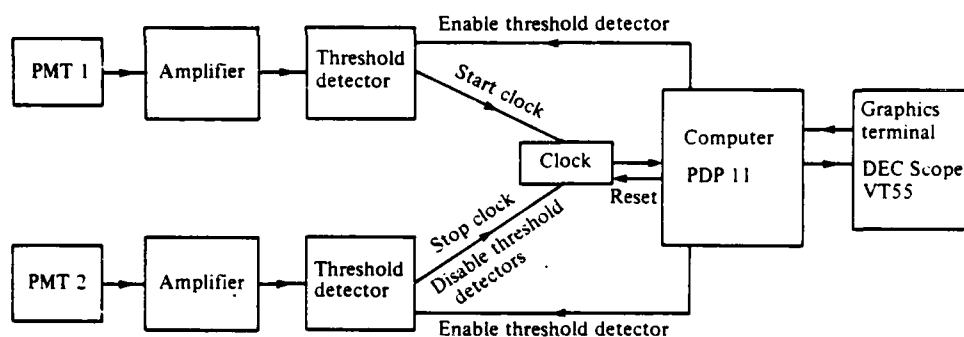 Enable threshold detector
PMT 1
Amplifier
Threshold
detector
Start clock
Clock
Reset
Computer
PDP 11
Graphics
terminal
DEC Scope
VT55
Stop clock
Disable threshold
detectors
PMT 2
Amplifier
Threshold
detector
Enable threshold detector